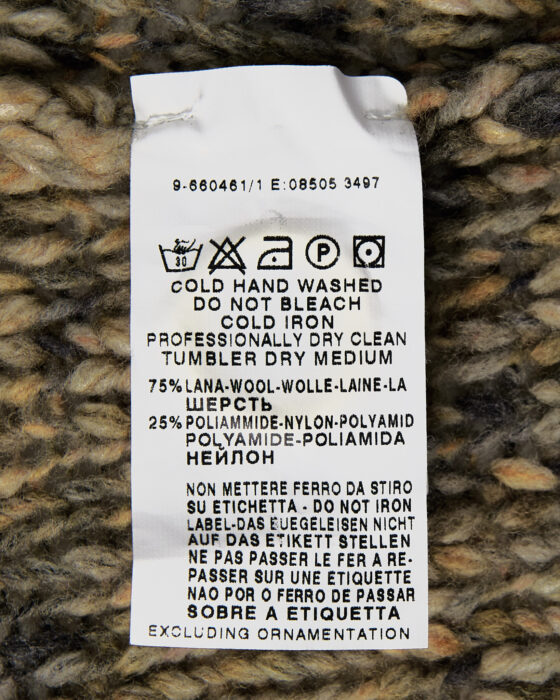 9-660461/1 E:08505 3497
30 P
COLD HAND WASHED
DO NOT BLEACH
COLD IRON
PROFESSIONALLY DRY CLEAN
TUMBLER DRY MEDIUM
75% LANA-WOOL-WOLLE-LAINE-LA
ШЕРСТЬ
25% POLIAMMIDE-NYLON-POLYAMID
POLYAMIDE-POLIAMIDA
НЕЙЛОН
NON METTERE FERRO DA STIRO
SU ETICHETTA - DO NOT IRON
LABEL-DAS EUEGELEISEN NICHT
AUF DAS ETIKETT STELLEN
NE PAS PASSER LE FER A RE-
PASSER SUR UNE ÉTIQUETTE
NAO POR O FERRO DE PASSAR
SOBRE A ETIQUETTA
EXCLUDING ORNAMENTATION